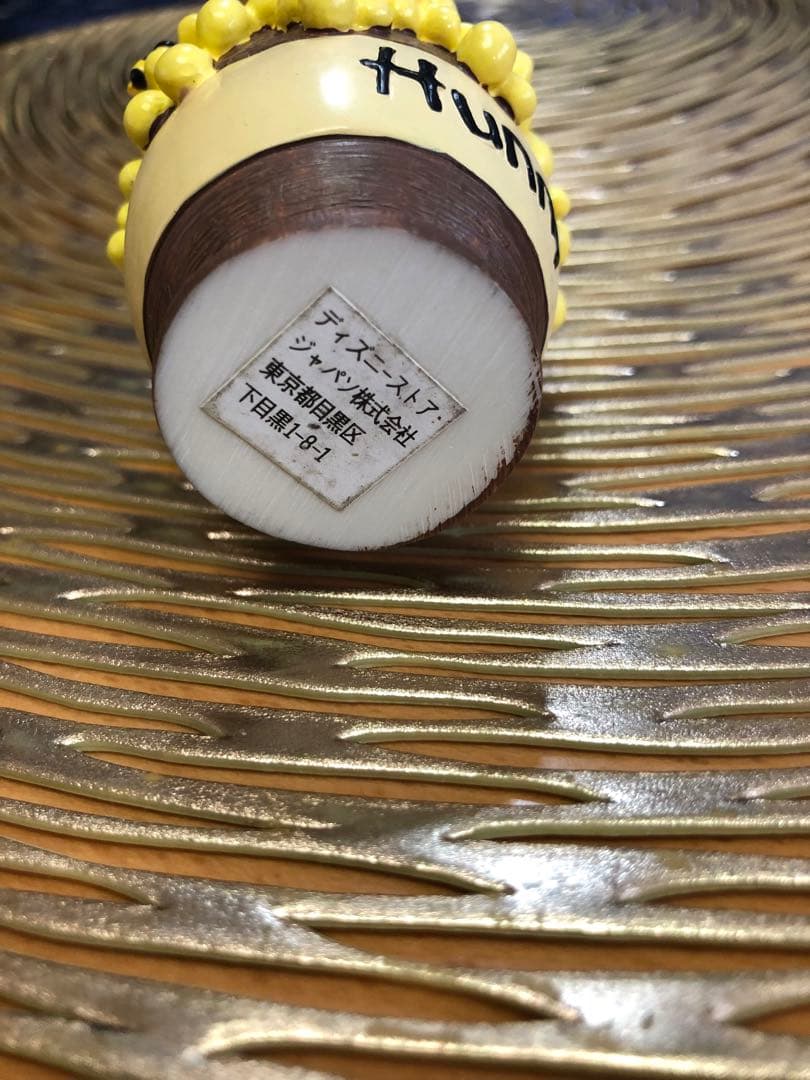 Hunny
ディズニーストア
ジャパン株式会社
東京都目黒区
下目黒1-8-1